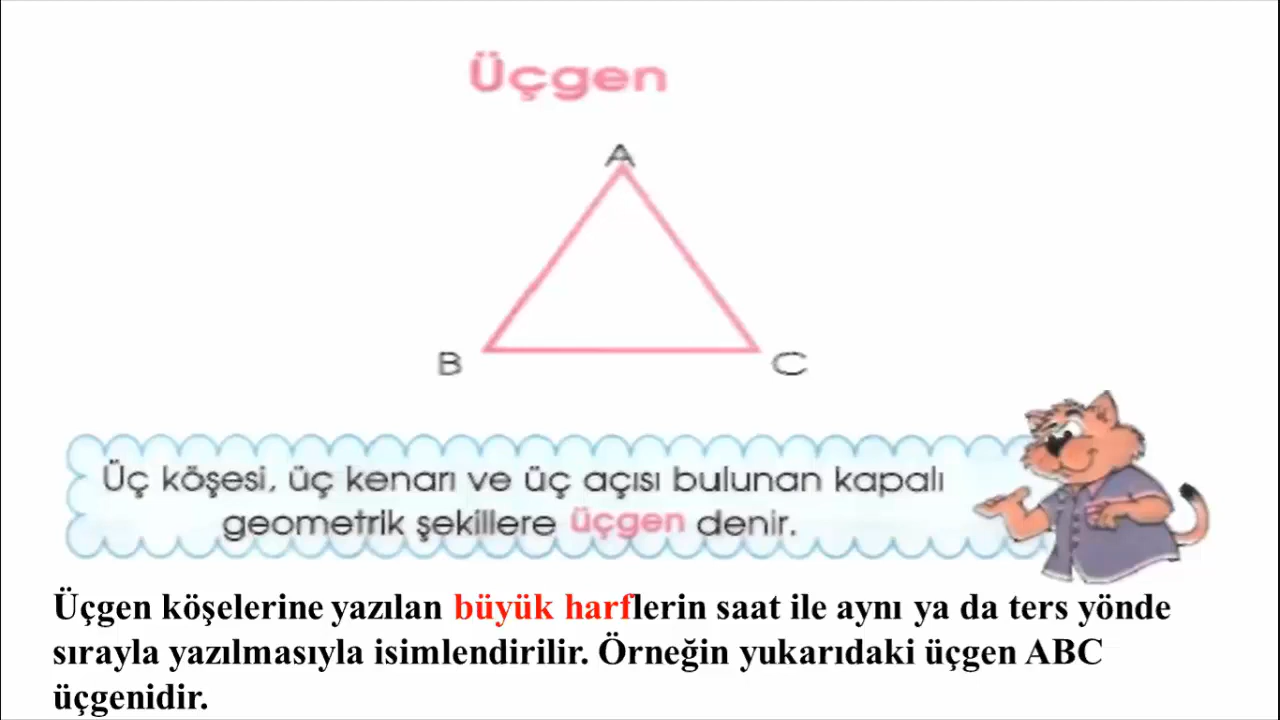 Üçgen
A
B
C
Üç köşesi, üç kenarı ve üç açısı bulunan kapalı
geometrik şekillere üçgen denir.
Üçgen köşelerine yazılan büyük harflerin saat ile aynı ya da ters yönde
sırayla yazılmasıyla isimlendirilir. Örneğin yukarıdaki üçgen ABC
üçgenidir.